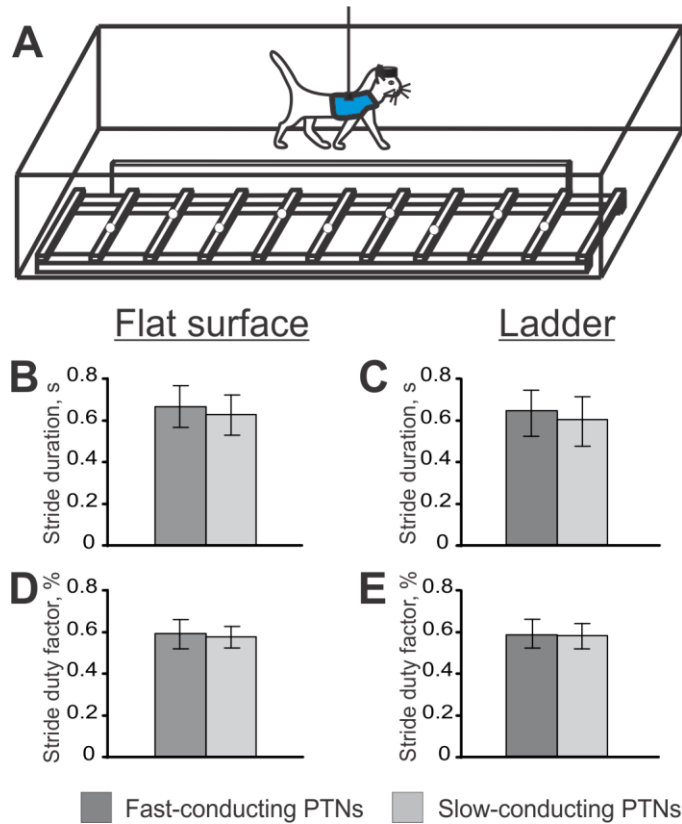 A
Flat surface
Ladder
B
Stride duration, s
0.8
0.6
0.4
0.2
0
C
Stride duration, s
0.8
0.6
0.4
0.2
0
D
Stride duty factor, %
0.8
0.6
0.4
0.2
0
E
Stride duty factor, %
0.8
0.6
0.4
0.2
0
Fast-conducting PTNs
Slow-conducting PTNs